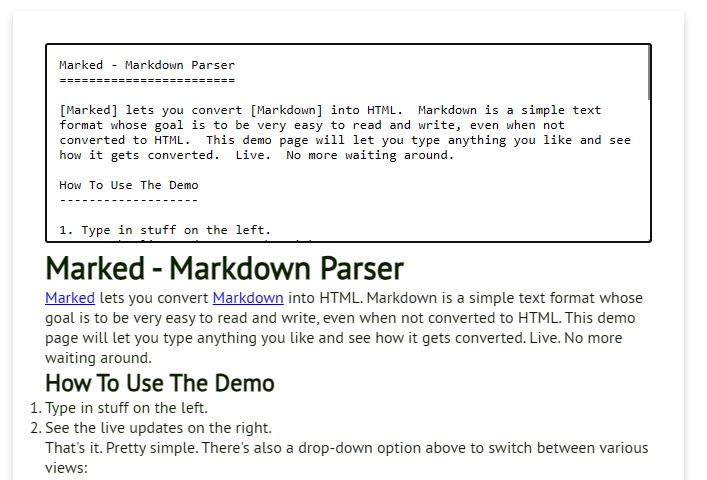 Marked - Markdown Parser
========================
[Marked] lets you convert [Markdown] into HTML.  Markdown is a simple text
format whose goal is to be very easy to read and write, even when not
converted to HTML.  This demo page will let you type anything you like and see
how it gets converted.  Live.  No more waiting around.
How To Use The Demo
-------------------
1. Type in stuff on the left.
Marked - Markdown Parser
Marked lets you convert Markdown into HTML. Markdown is a simple text format whose
goal is to be very easy to read and write, even when not converted to HTML. This demo
page will let you type anything you like and see how it gets converted. Live. No more
waiting around.
How To Use The Demo
1. Type in stuff on the left.
2. See the live updates on the right.
That's it. Pretty simple. There's also a drop-down option above to switch between various
views: